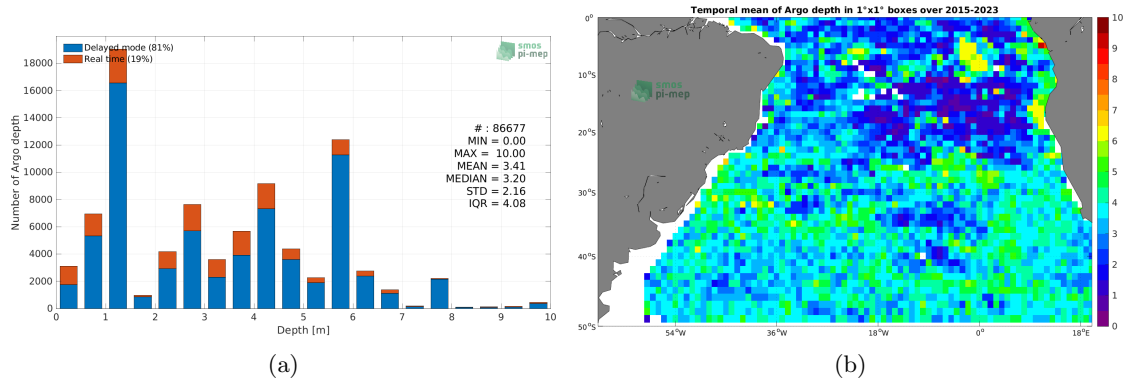 Delayed mode (81%)
Real time (19%)
smos
pi-mep
# : 86677
MIN = 0.00
MAX = 10.00
MEAN = 3.41
MEDIAN = 3.20
STD = 2.16
IQR = 4.08
Number of Argo depth
18000
16000
14000
12000
10000
8000
6000
4000
2000
0
0 1 2 3 4 5 6 7 8 9 10
Depth [m]
(a)
Temporal mean of Argo depth in 1°x1° boxes over 2015-2023
smos
pi-mep
0°
10°S
20°S
30°S
40°S
50°S
54°W 36°W 18°W 0° 18°E
10
9
8
7
6
5
4
3
2
1
0
(b)